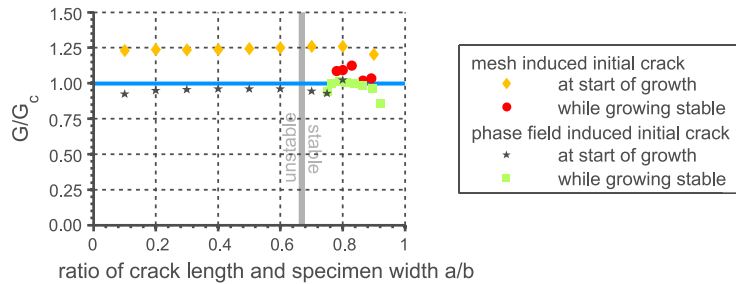 1.50
1.25
1.00
0.75
0.50
0.25
0.00
G/Gc
0
0.2
0.4
0.6
0.8
1
unstable
stable
ratio of crack length and specimen width a/b
mesh induced initial crack
at start of growth
while growing stable
phase field induced initial crack
at start of growth
while growing stable